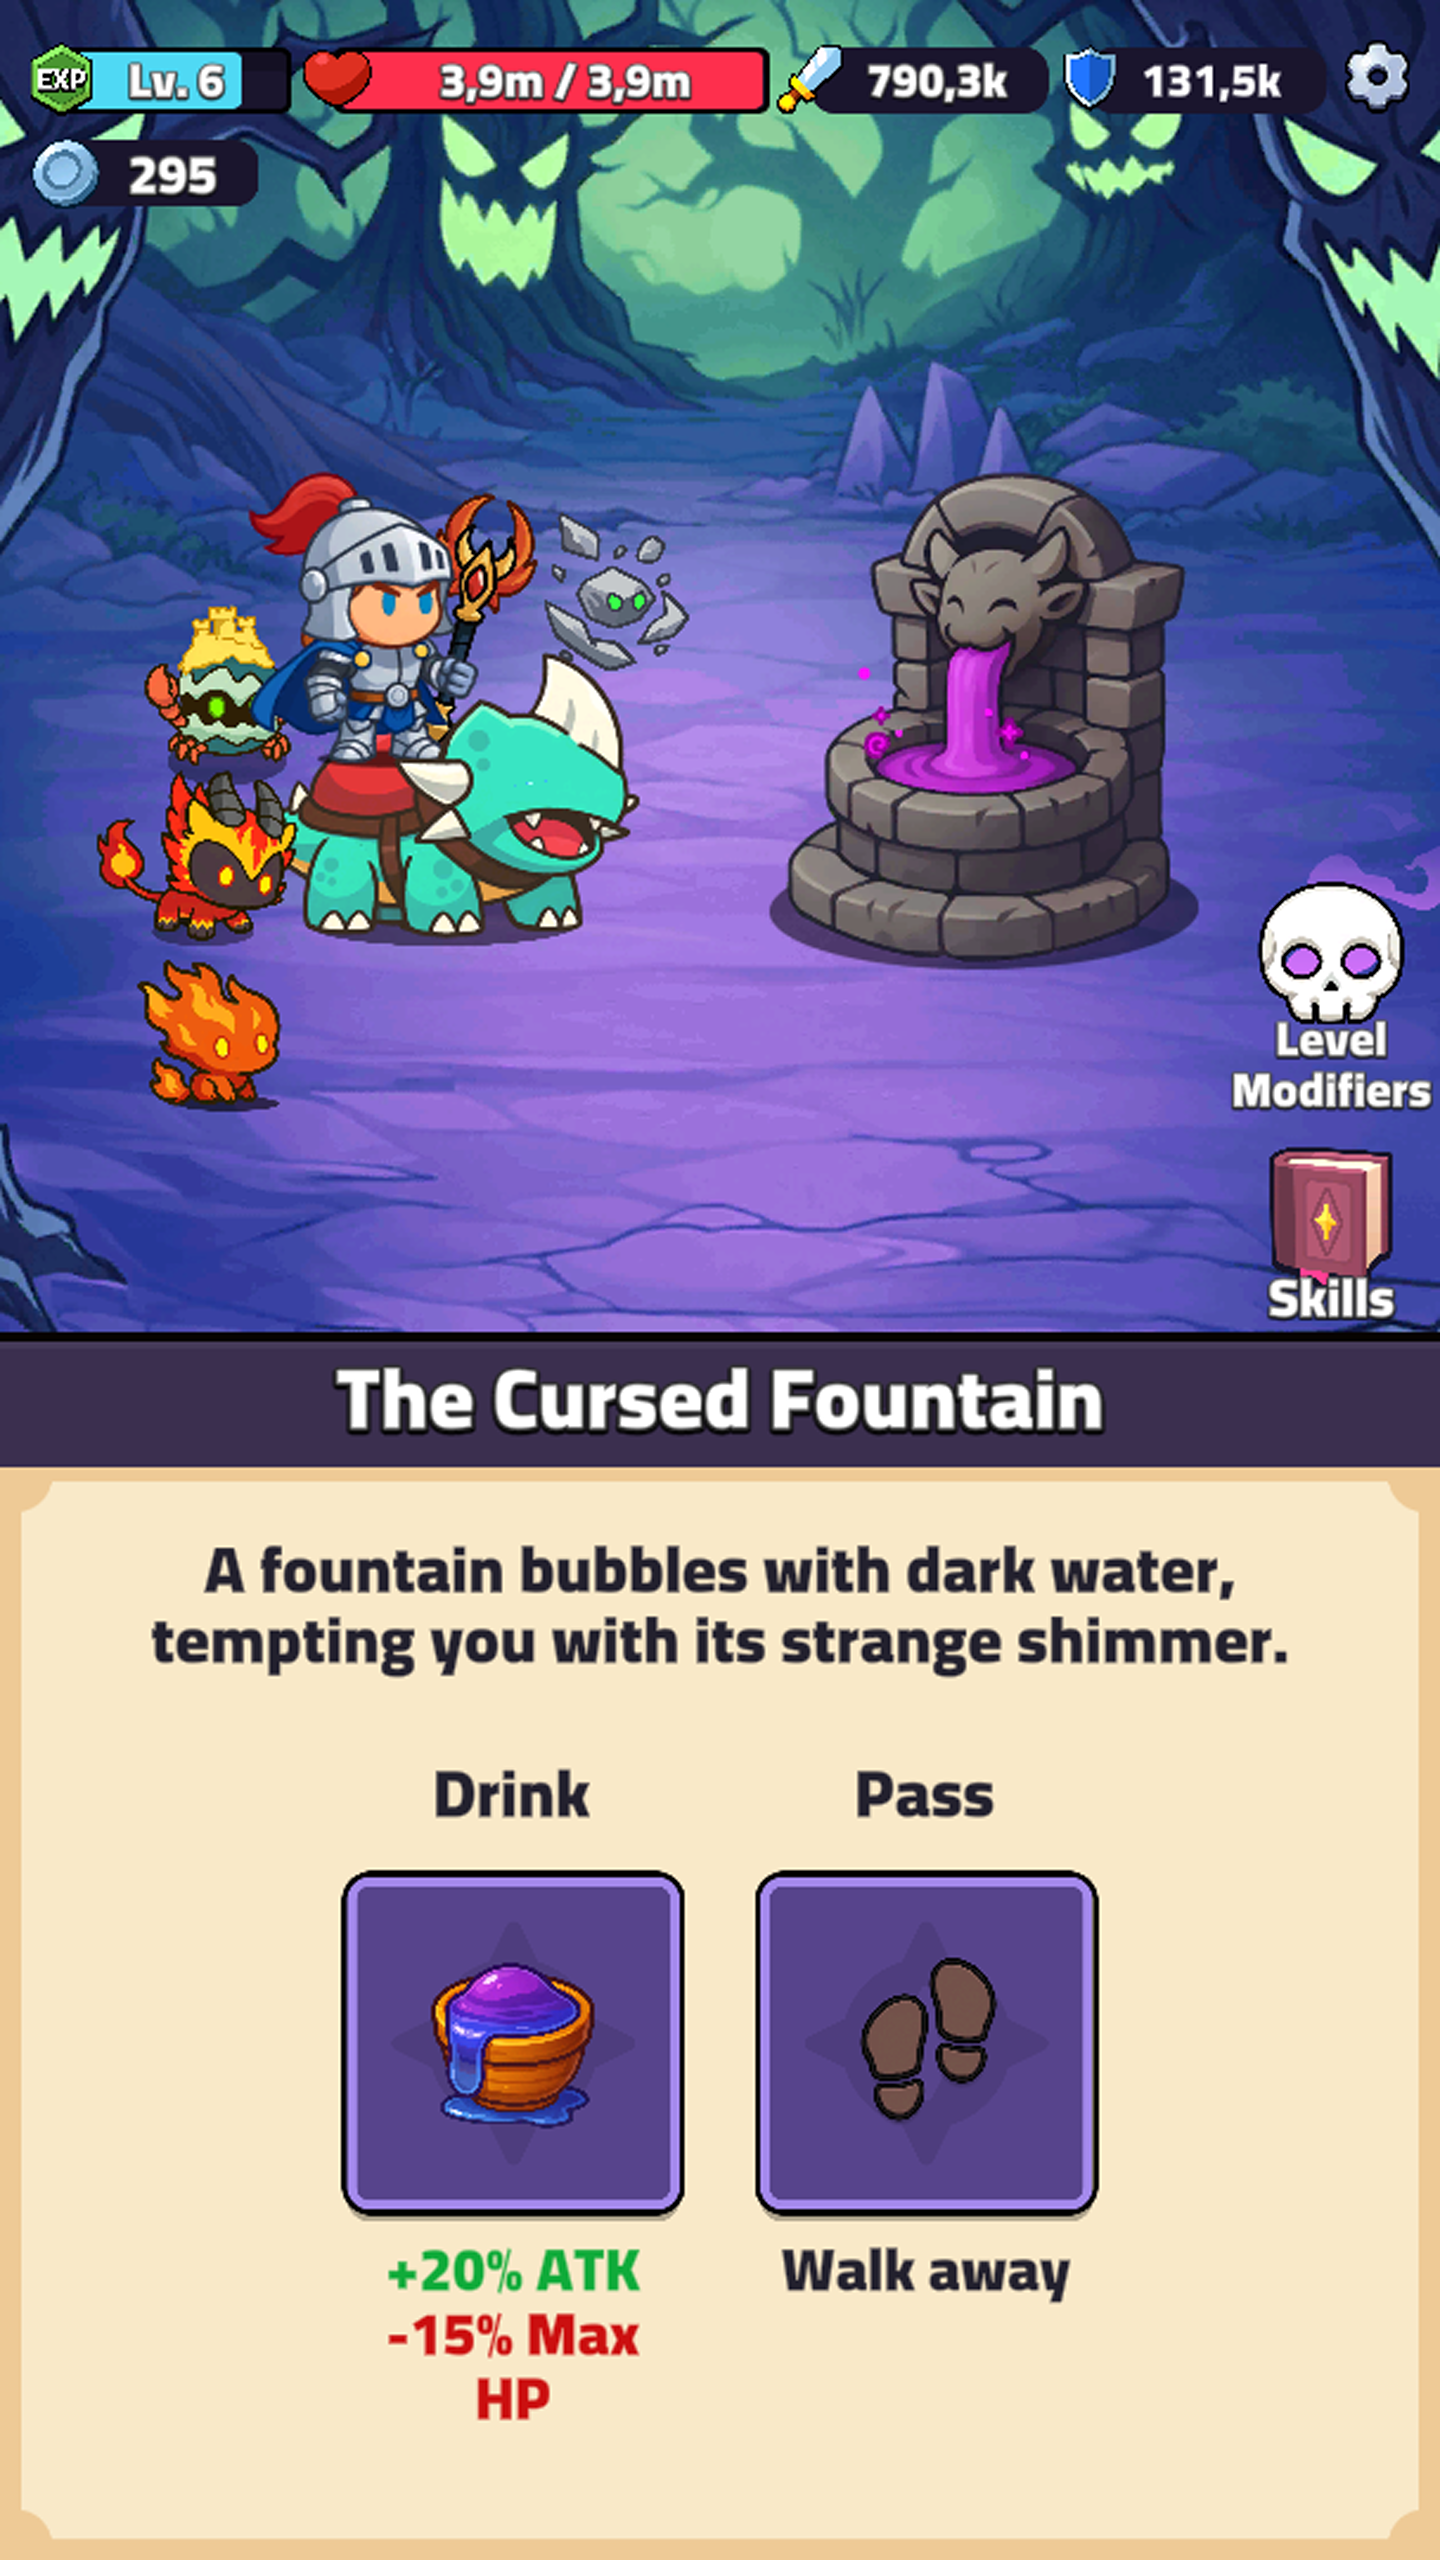 EXP Lv. 6 3,9m / 3,9m 790,3k 131,5k
295
Level
Modifiers
Skills
The Cursed Fountain
A fountain bubbles with dark water,
tempting you with its strange shimmer.
Drink Pass
+20% ATK Walk away
-15% Max
HP